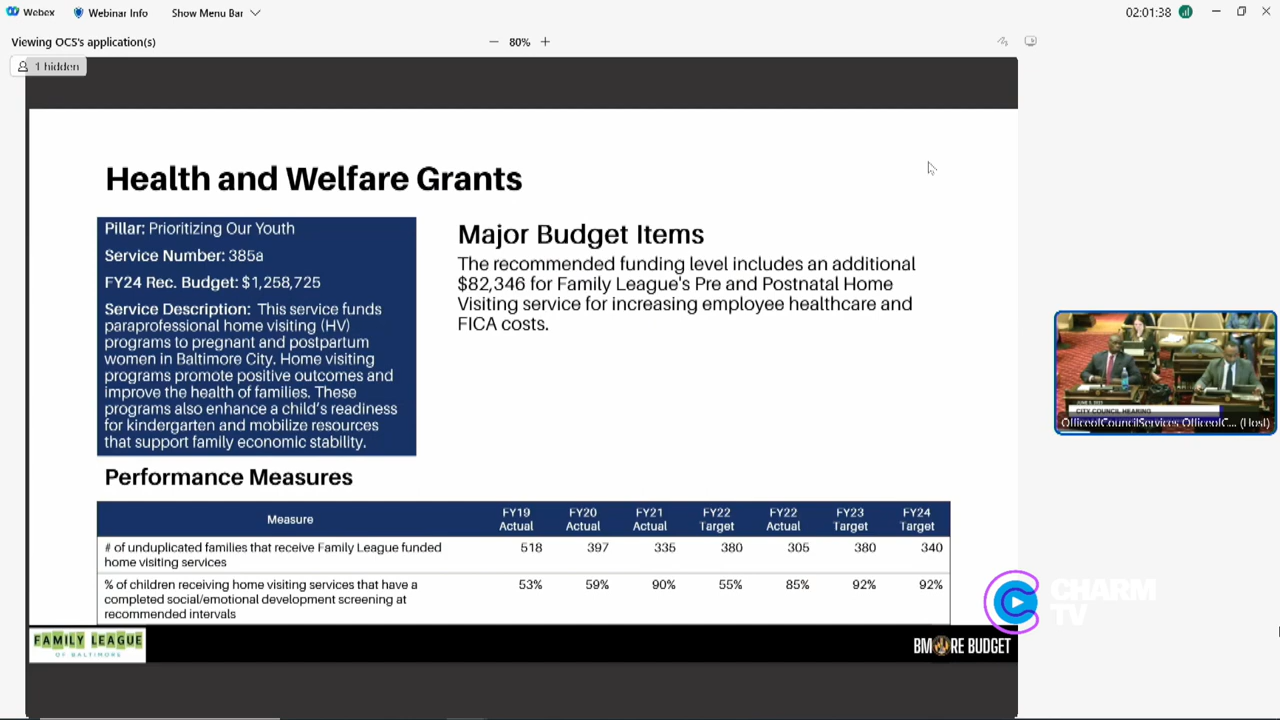 Webex
Webinar Info
Show Menu Bar
02:01:38
Viewing OCS's application(s)
80%
1 hidden
Health and Welfare Grants
Pillar: Prioritizing Our Youth
Service Number: 385a
FY24 Rec. Budget: $1,258,725
Service Description: This service funds
paraprofessional home visiting (HV)
programs to pregnant and postpartum
women in Baltimore City. Home visiting
programs promote positive outcomes and
improve the health of families. These
programs also enhance a child's readiness
for kindergarten and mobilize resources
that support family economic stability.
Major Budget Items
The recommended funding level includes an additional
$82,346 for Family League's Pre and Postnatal Home
Visiting service for increasing employee healthcare and
FICA costs.
JUNE 5, 2023
CITY COUNCIL HEARING
OfficeofCouncilServices OfficeofC... (Host)
Performance Measures
Measure FY19 Actual FY20 Actual FY21 Actual FY22 Target FY22 Actual FY23 Target FY24 Target
# of unduplicated families that receive Family League funded
home visiting services 518 397 335 380 305 380 340
% of children receiving home visiting services that have a
completed social/emotional development screening at
recommended intervals 53% 59% 90% 55% 85% 92% 92%
CHARM
TV
FAMILY LEAGUE
OF BALTIMORE
BMORE BUDGET